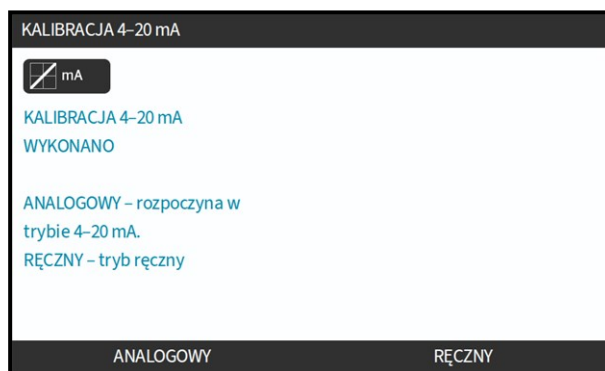 KALIBRACJA 4–20 mA
mA
KALIBRACJA 4–20 mA
WYKONANO
ANALOGOWY – rozpoczyna w
trybie 4–20 mA.
RĘCZNY – tryb ręczny
ANALOGOWY RĘCZNY